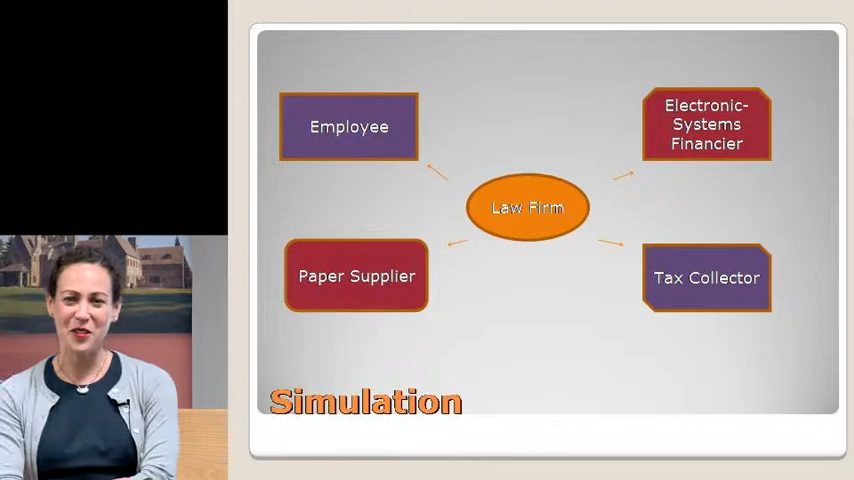 Employee
Electronic-
Systems
Financier
Law Firm
Paper Supplier
Tax Collector
Simulation